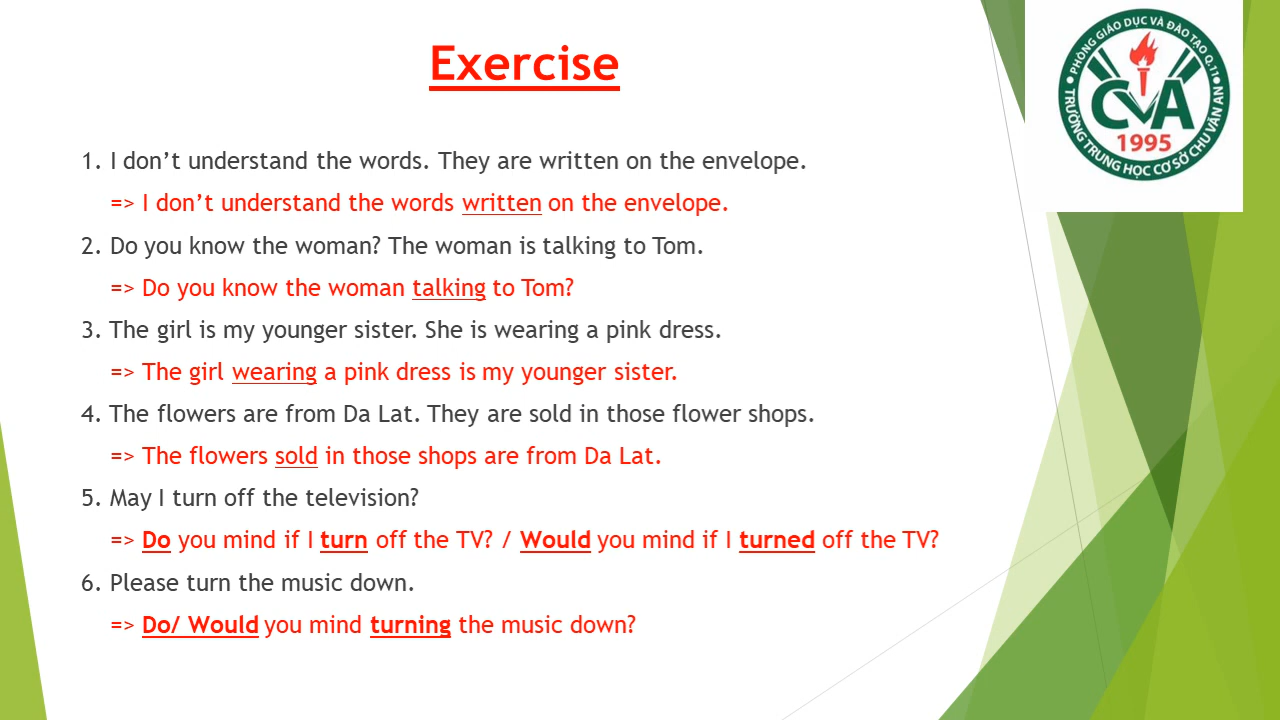 Exercise
PHÒNG GIÁO DỤC VÀ ĐÀO TẠO Q.11
CVA
1995
TRƯỜNG TRUNG HỌC CƠ SỞ CHU VĂN AN
1. I don’t understand the words. They are written on the envelope.
=> I don’t understand the words written on the envelope.
2. Do you know the woman? The woman is talking to Tom.
=> Do you know the woman talking to Tom?
3. The girl is my younger sister. She is wearing a pink dress.
=> The girl wearing a pink dress is my younger sister.
4. The flowers are from Da Lat. They are sold in those flower shops.
=> The flowers sold in those shops are from Da Lat.
5. May I turn off the television?
=> Do you mind if I turn off the TV? / Would you mind if I turned off the TV?
6. Please turn the music down.
=> Do/ Would you mind turning the music down?